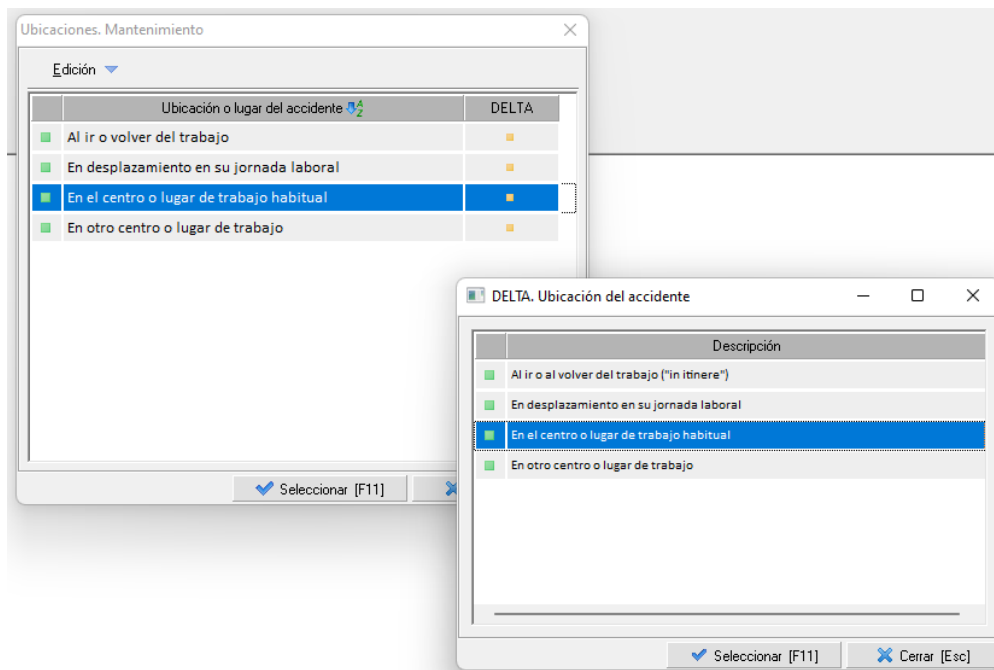 Ubicaciones. Mantenimiento
Edición
Ubicación o lugar del accidente DELTA
Al ir o volver del trabajo
En desplazamiento en su jornada laboral
En el centro o lugar de trabajo habitual
En otro centro o lugar de trabajo
Seleccionar [F11]
DELTA. Ubicación del accidente
Descripción
Al ir o al volver del trabajo ("in itinere")
En desplazamiento en su jornada laboral
En el centro o lugar de trabajo habitual
En otro centro o lugar de trabajo
Seleccionar [F11] Cerrar [Esc]